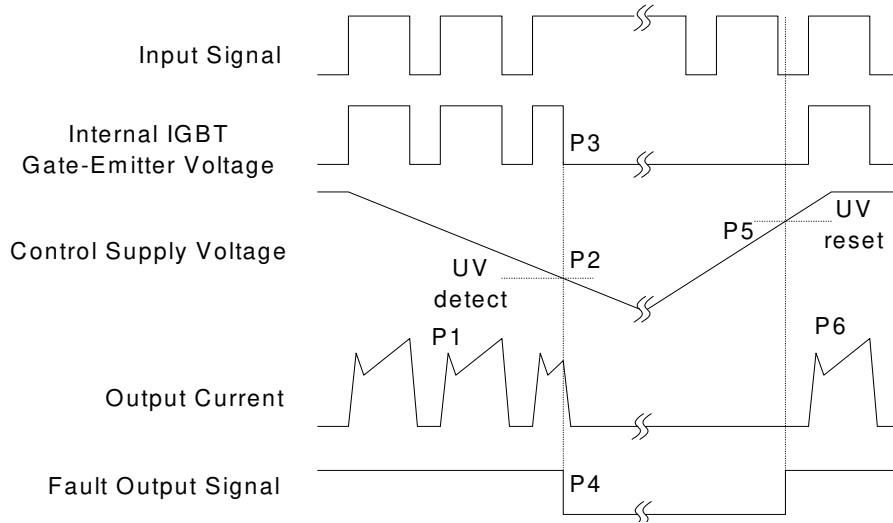 Input Signal
Internal IGBT
Gate-Emitter Voltage
P3
Control Supply Voltage
P2
UV
detect
P5
UV
reset
P1
P6
Output Current
Fault Output Signal
P4